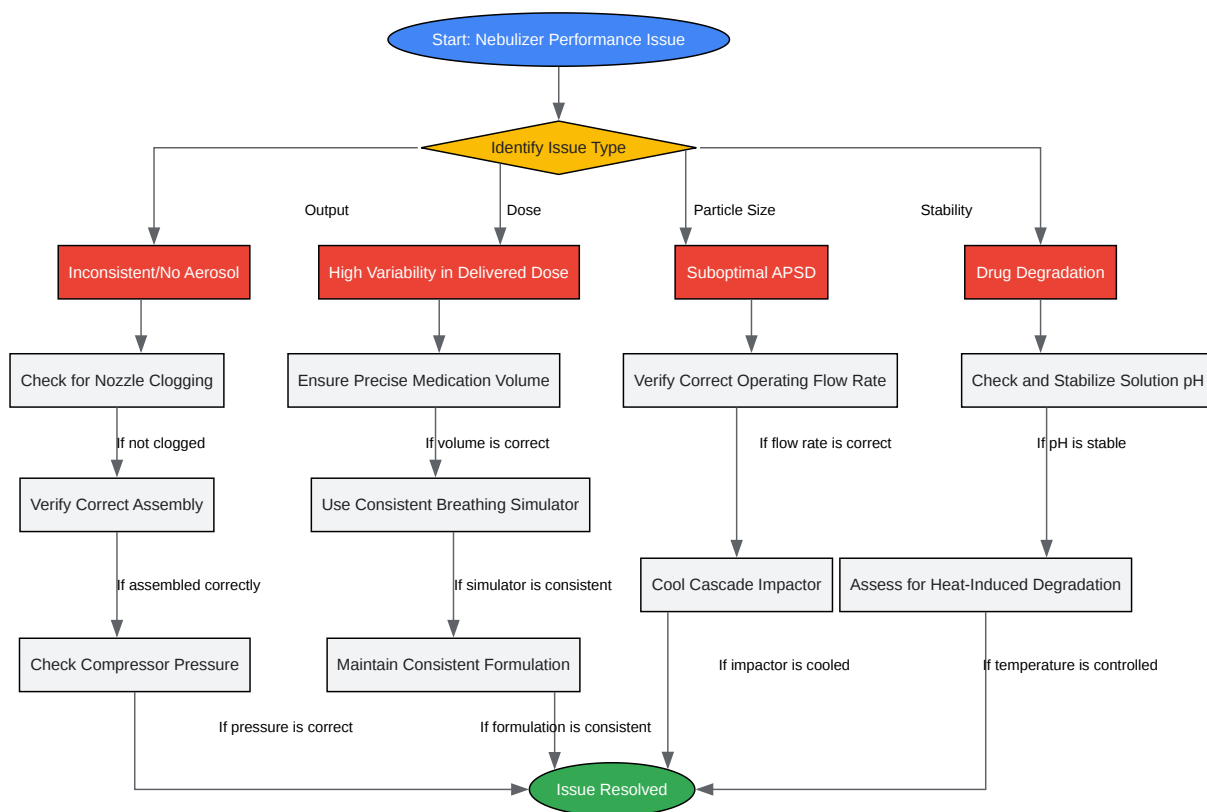 Start: Nebulizer Performance Issue
Identify Issue Type
Output
Dose
Particle Size
Stability
Inconsistent/No Aerosol
High Variability in Delivered Dose
Suboptimal APSD
Drug Degradation
Check for Nozzle Clogging
Ensure Precise Medication Volume
Verify Correct Operating Flow Rate
Check and Stabilize Solution pH
If not clogged
If volume is correct
If flow rate is correct
If pH is stable
Verify Correct Assembly
Use Consistent Breathing Simulator
If assembled correctly
If simulator is consistent
Cool Cascade Impactor
Assess for Heat-Induced Degradation
Check Compressor Pressure
Maintain Consistent Formulation
If impactor is cooled
If temperature is controlled
If pressure is correct
If formulation is consistent
Issue Resolved